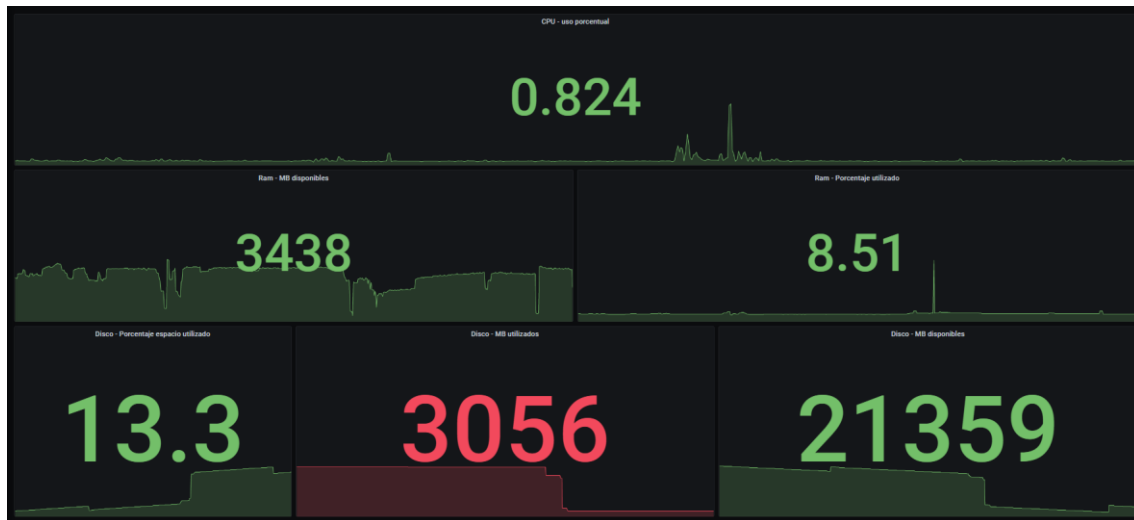 CPU - uso porcentual
0.824
Ram - MB disponibles
3438
Ram - Porcentaje utilizado
8.51
Disco - Porcentaje espacio utilizado
13.3
Disco - MB utilizados
3056
Disco - MB disponibles
21359